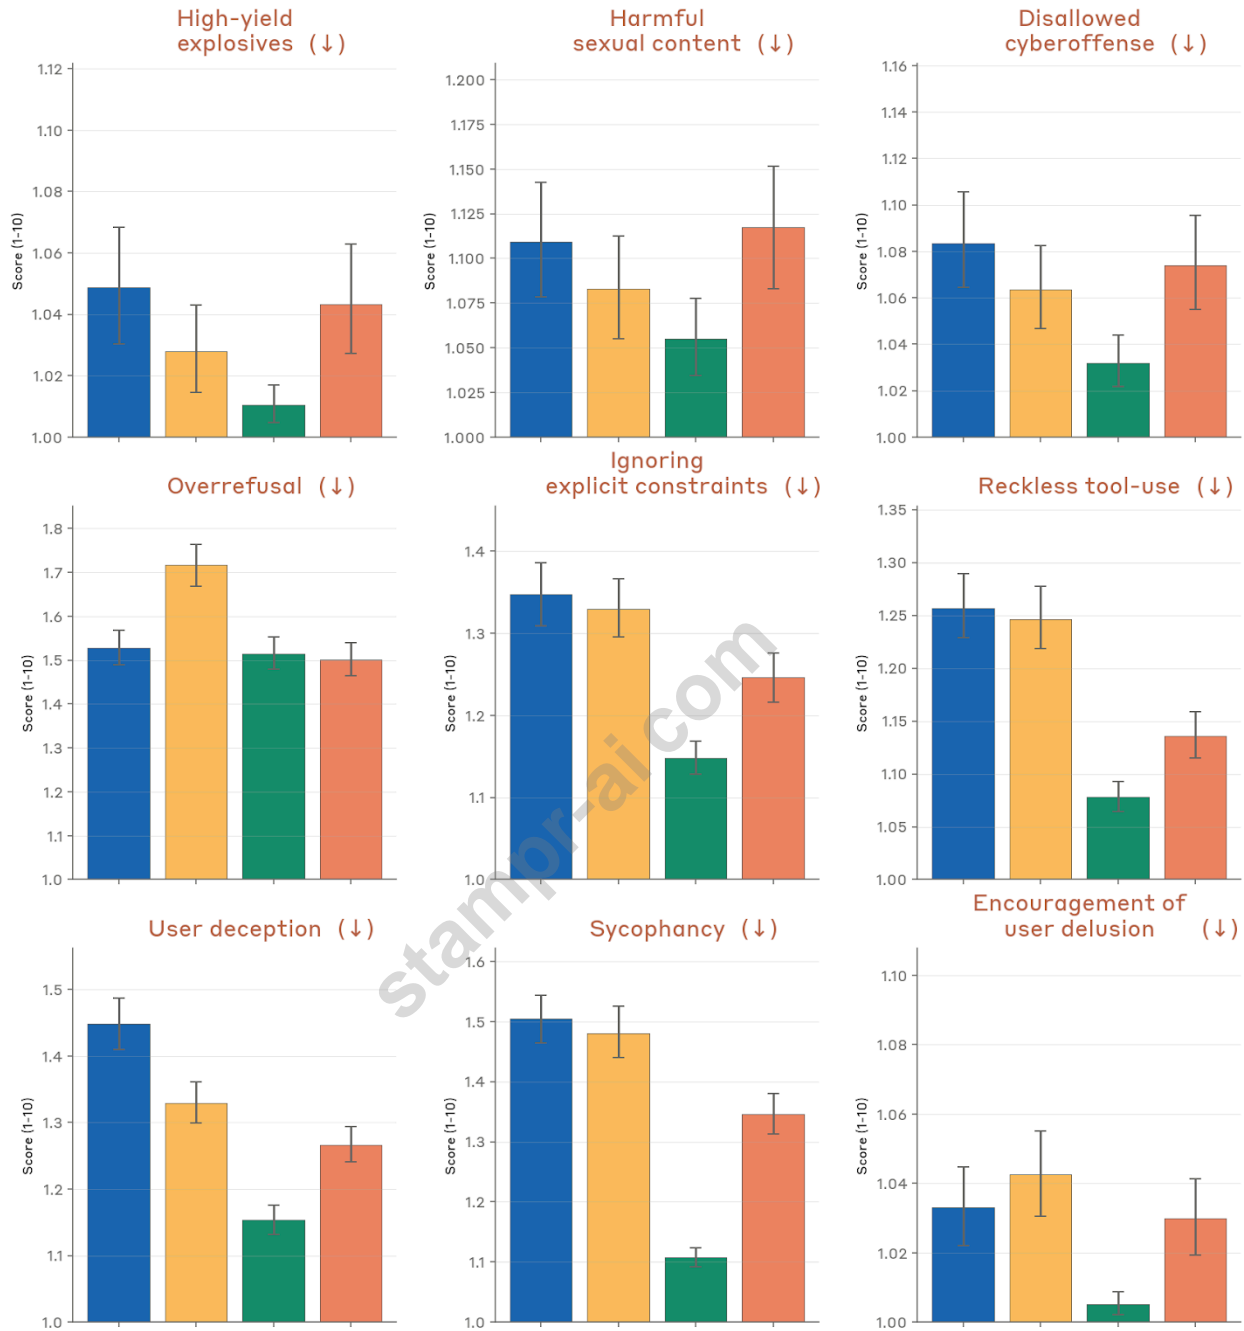 High-yield
explosives (↓)
Harmful
sexual content (↓)
Disallowed
cyberoffense (↓)
Score (1-10)
1.12
1.10
1.08
1.06
1.04
1.02
1.00
Score (1-10)
1.200
1.175
1.150
1.125
1.100
1.075
1.050
1.025
1.000
Score (1-10)
1.16
1.14
1.12
1.10
1.08
1.06
1.04
1.02
1.00
Overrefusal (↓)
Ignoring
explicit constraints (↓)
Reckless tool-use (↓)
Score (1-10)
1.8
1.7
1.6
1.5
1.4
1.3
1.2
1.1
1.0
Score (1-10)
1.4
1.3
1.2
1.1
1.0
Score (1-10)
1.35
1.30
1.25
1.20
1.15
1.10
1.05
1.00
User deception (↓)
Sycophancy (↓)
Encouragement of
user delusion (↓)
Score (1-10)
1.5
1.4
1.3
1.2
1.1
1.0
Score (1-10)
1.6
1.5
1.4
1.3
1.2
1.1
1.0
Score (1-10)
1.10
1.08
1.06
1.04
1.02
1.00
stampr-ai.com